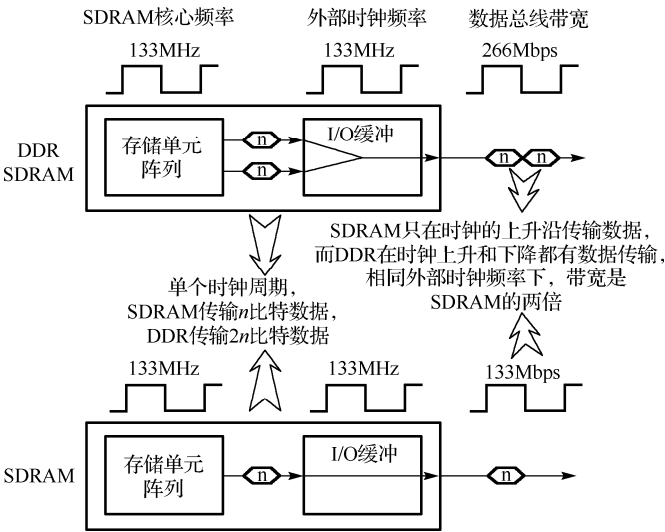 SDRAM核心频率 外部时钟频率 数据总线带宽
133MHz 133MHz 266Mbps
DDR
SDRAM
存储单元
阵列
n
n
I/O缓冲
n n
SDRAM只在时钟的上升沿传输数据,
而DDR在时钟上升和下降都有数据传输,
相同外部时钟频率下，带宽是
SDRAM的两倍
单个时钟周期,
SDRAM传输n比特数据,
DDR传输2n比特数据
133MHz 133MHz 133Mbps
SDRAM
存储单元
阵列
n
I/O缓冲
n